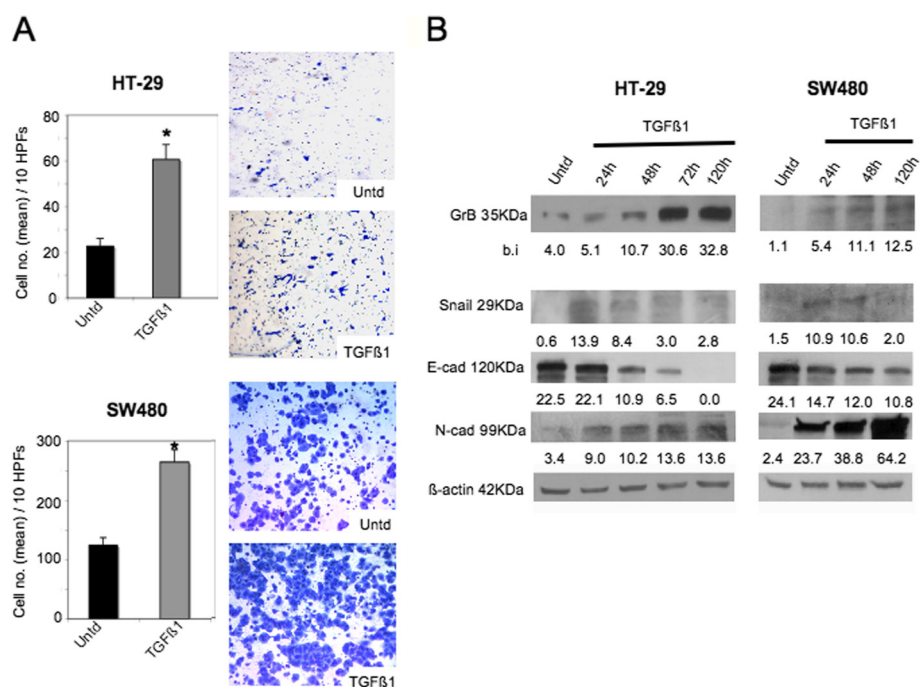 A
HT-29
Cell no. (mean) / 10 HPFs
80
60
40
20
0
*
Untd
TGFß1
Untd
TGFß1
SW480
Cell no. (mean) / 10 HPFs
300
200
100
0
*
Untd
TGFß1
Untd
TGFß1
B
HT-29
TGFß1
Untd 24h 48h 72h 120h
SW480
TGFß1
Untd 24h 48h 120h
GrB 35KDa
b.i 4.0 5.1 10.7 30.6 32.8 1.1 5.4 11.1 12.5
Snail 29KDa
0.6 13.9 8.4 3.0 2.8 1.5 10.9 10.6 2.0
E-cad 120KDa
22.5 22.1 10.9 6.5 0.0 24.1 14.7 12.0 10.8
N-cad 99KDa
3.4 9.0 10.2 13.6 13.6 2.4 23.7 38.8 64.2
ß-actin 42KDa